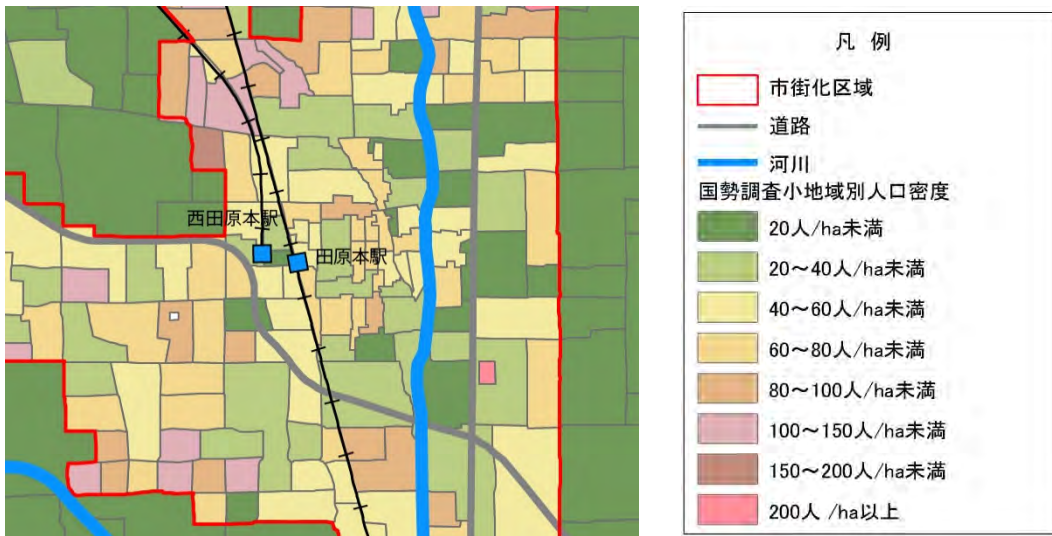 西田原本駅
田原本駅
凡 例
市街化区域
道路
河川
国勢調査小地域別人口密度
20人/ha未満
20～40人/ha未満
40～60人/ha未満
60～80人/ha未満
80～100人/ha未満
100～150人/ha未満
150～200人/ha未満
200人 /ha以上